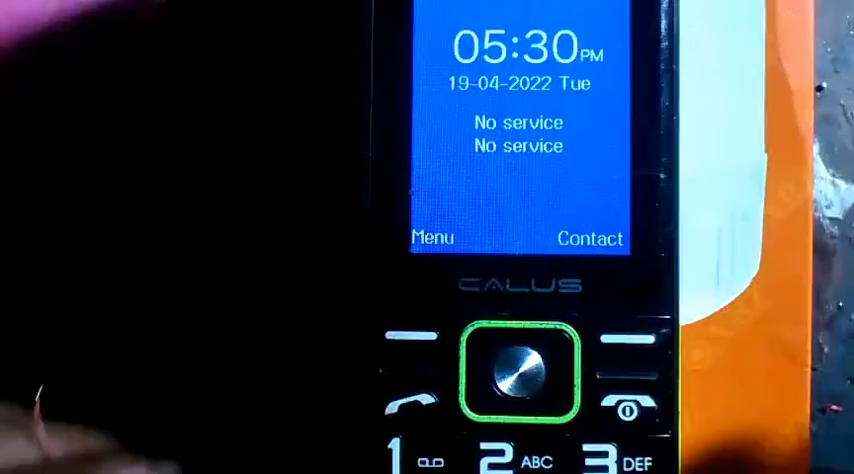 05:30PM
19-04-2022 Tue
No service
No service
Menu Contact
CALUS
1 2 ABC 3 DEF